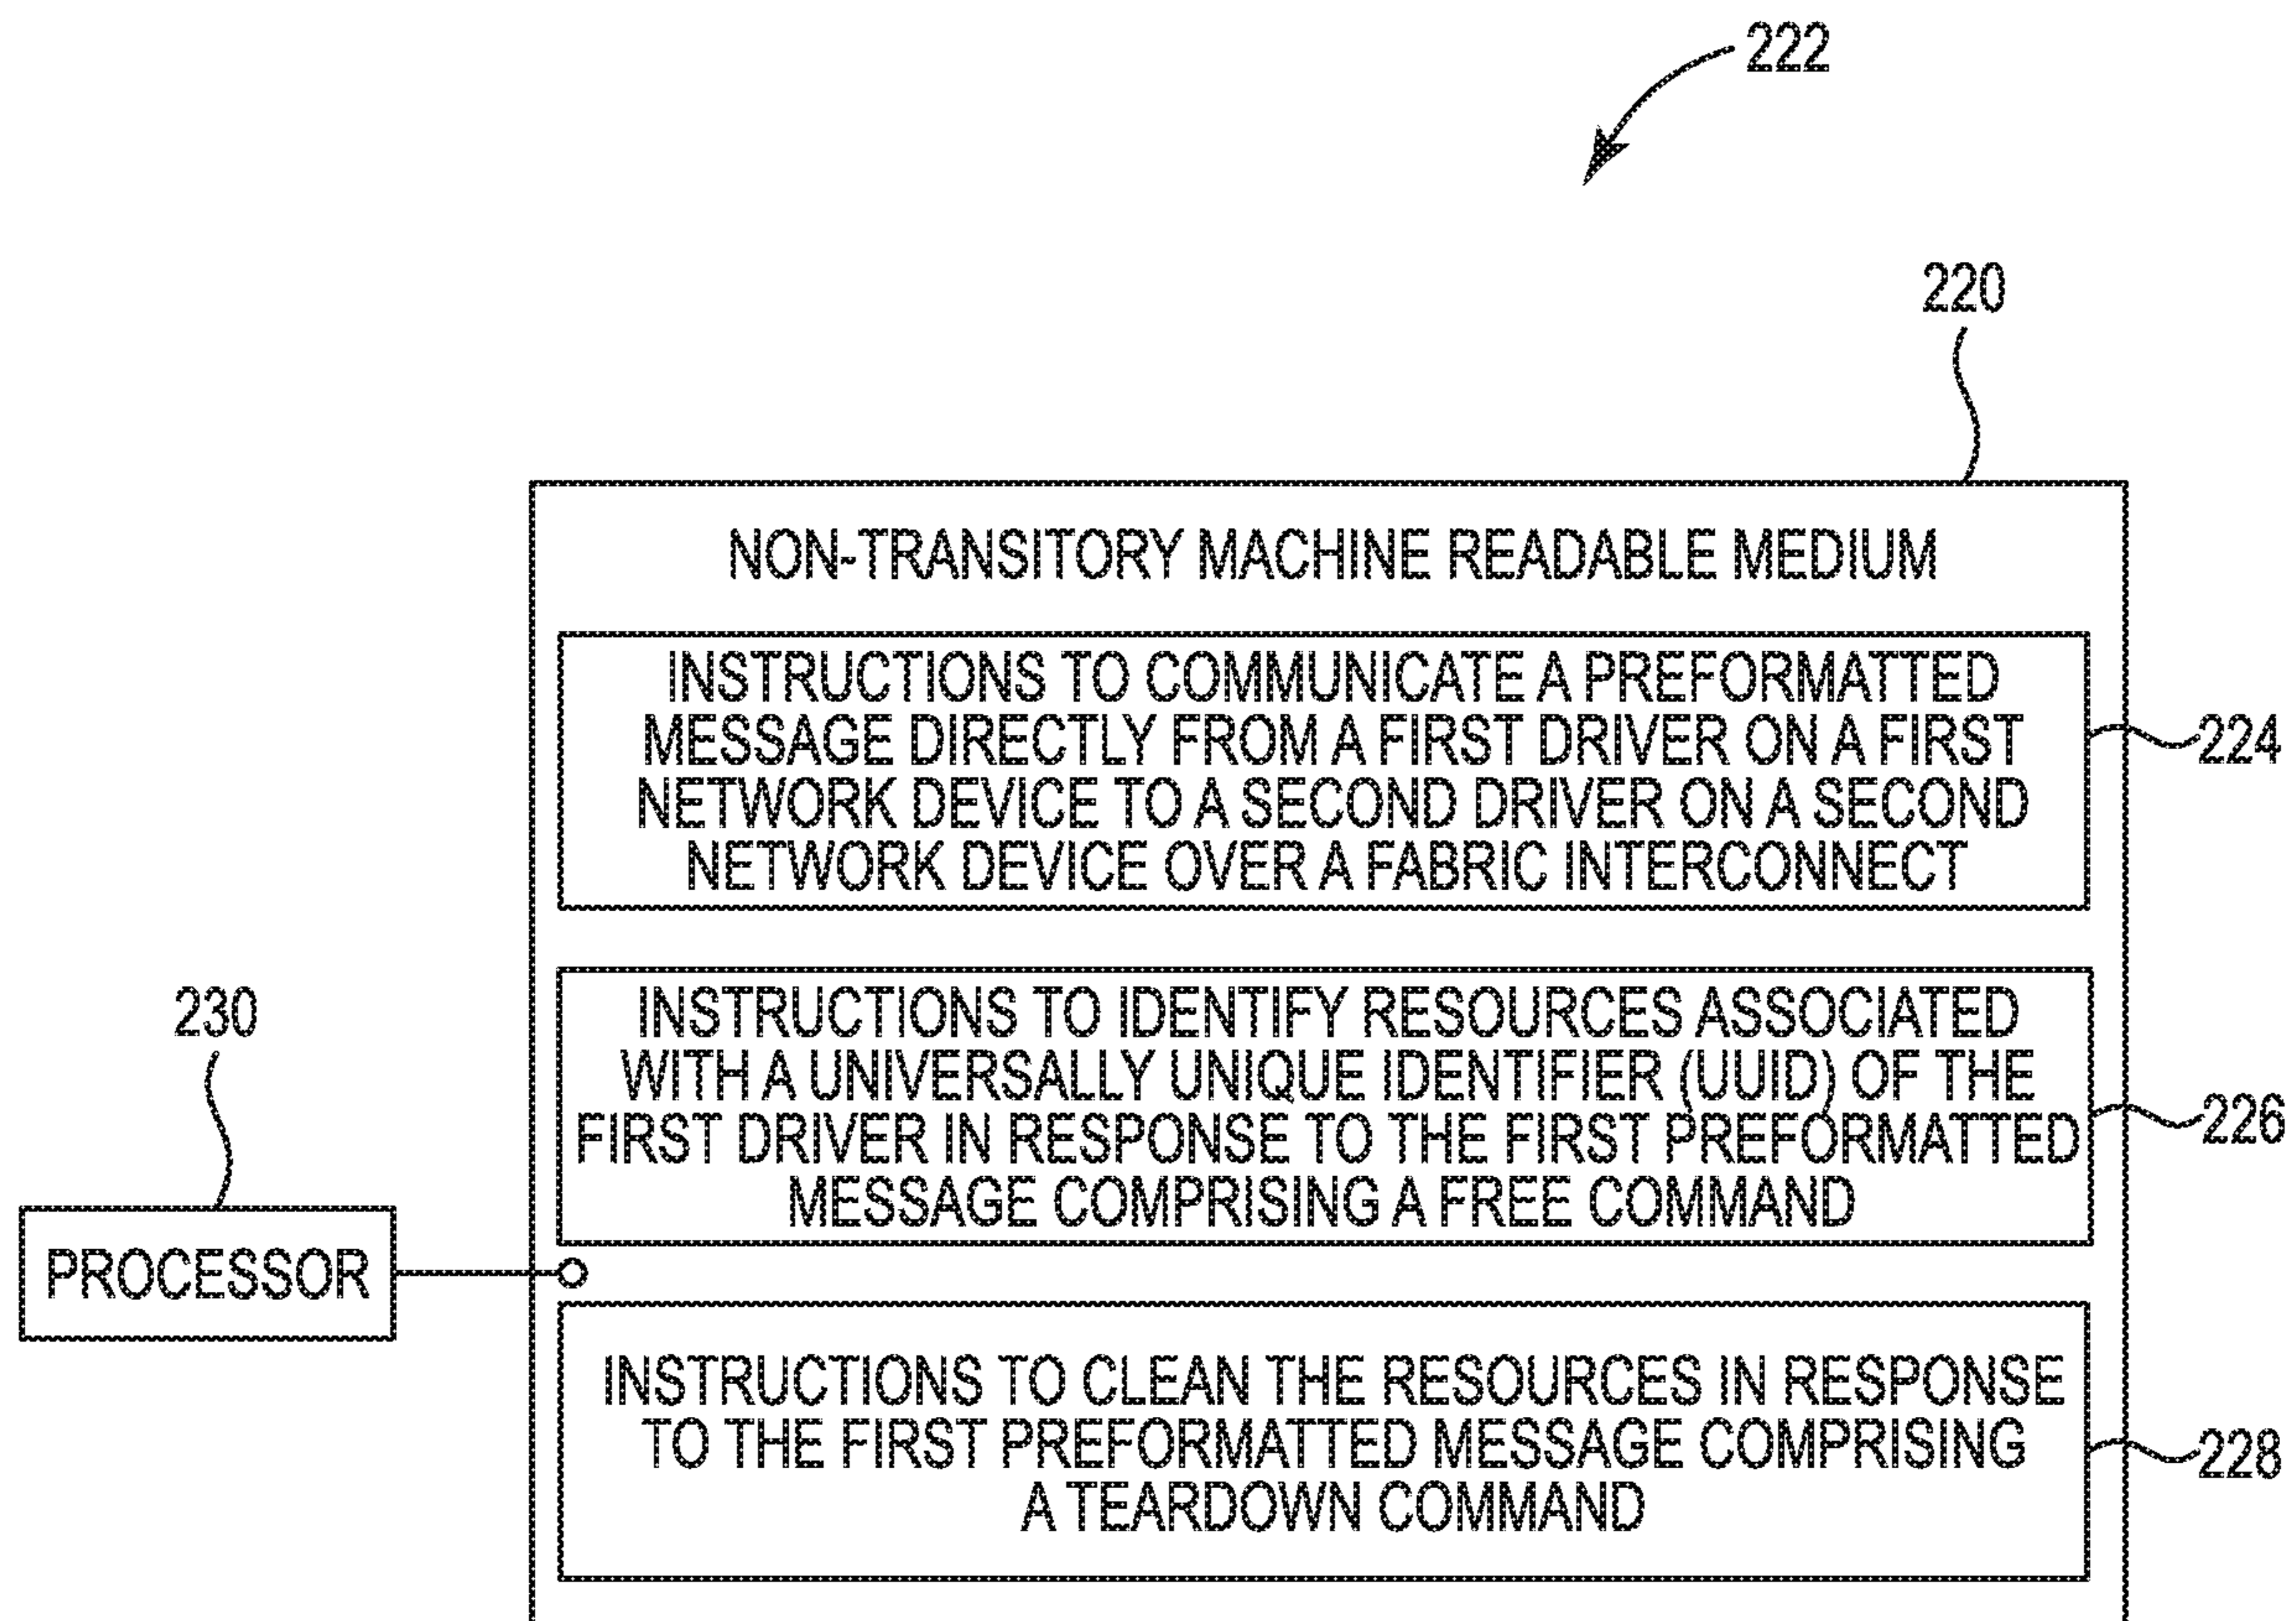 222
220
NON-TRANSITORY MACHINE READABLE MEDIUM
INSTRUCTIONS TO COMMUNICATE A PREFORMATTED
MESSAGE DIRECTLY FROM A FIRST DRIVER ON A FIRST
NETWORK DEVICE TO A SECOND DRIVER ON A SECOND
NETWORK DEVICE OVER A FABRIC INTERCONNECT
224
INSTRUCTIONS TO IDENTIFY RESOURCES ASSOCIATED
WITH A UNIVERSALLY UNIQUE IDENTIFIER (UUID) OF THE
FIRST DRIVER IN RESPONSE TO THE FIRST PREFORMATTED
MESSAGE COMPRISING A FREE COMMAND
226
230
PROCESSOR
INSTRUCTIONS TO CLEAN THE RESOURCES IN RESPONSE
TO THE FIRST PREFORMATTED MESSAGE COMPRISING
A TEARDOWN COMMAND
228